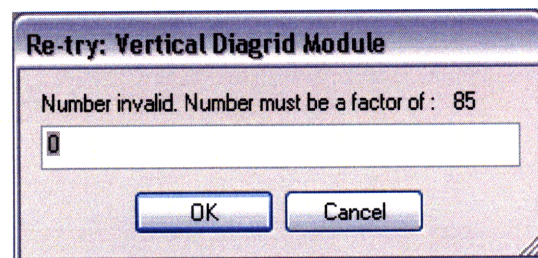 Re-try: Vertical Diagrid Module
Number invalid. Number must be a factor of : 85
0
OK Cancel